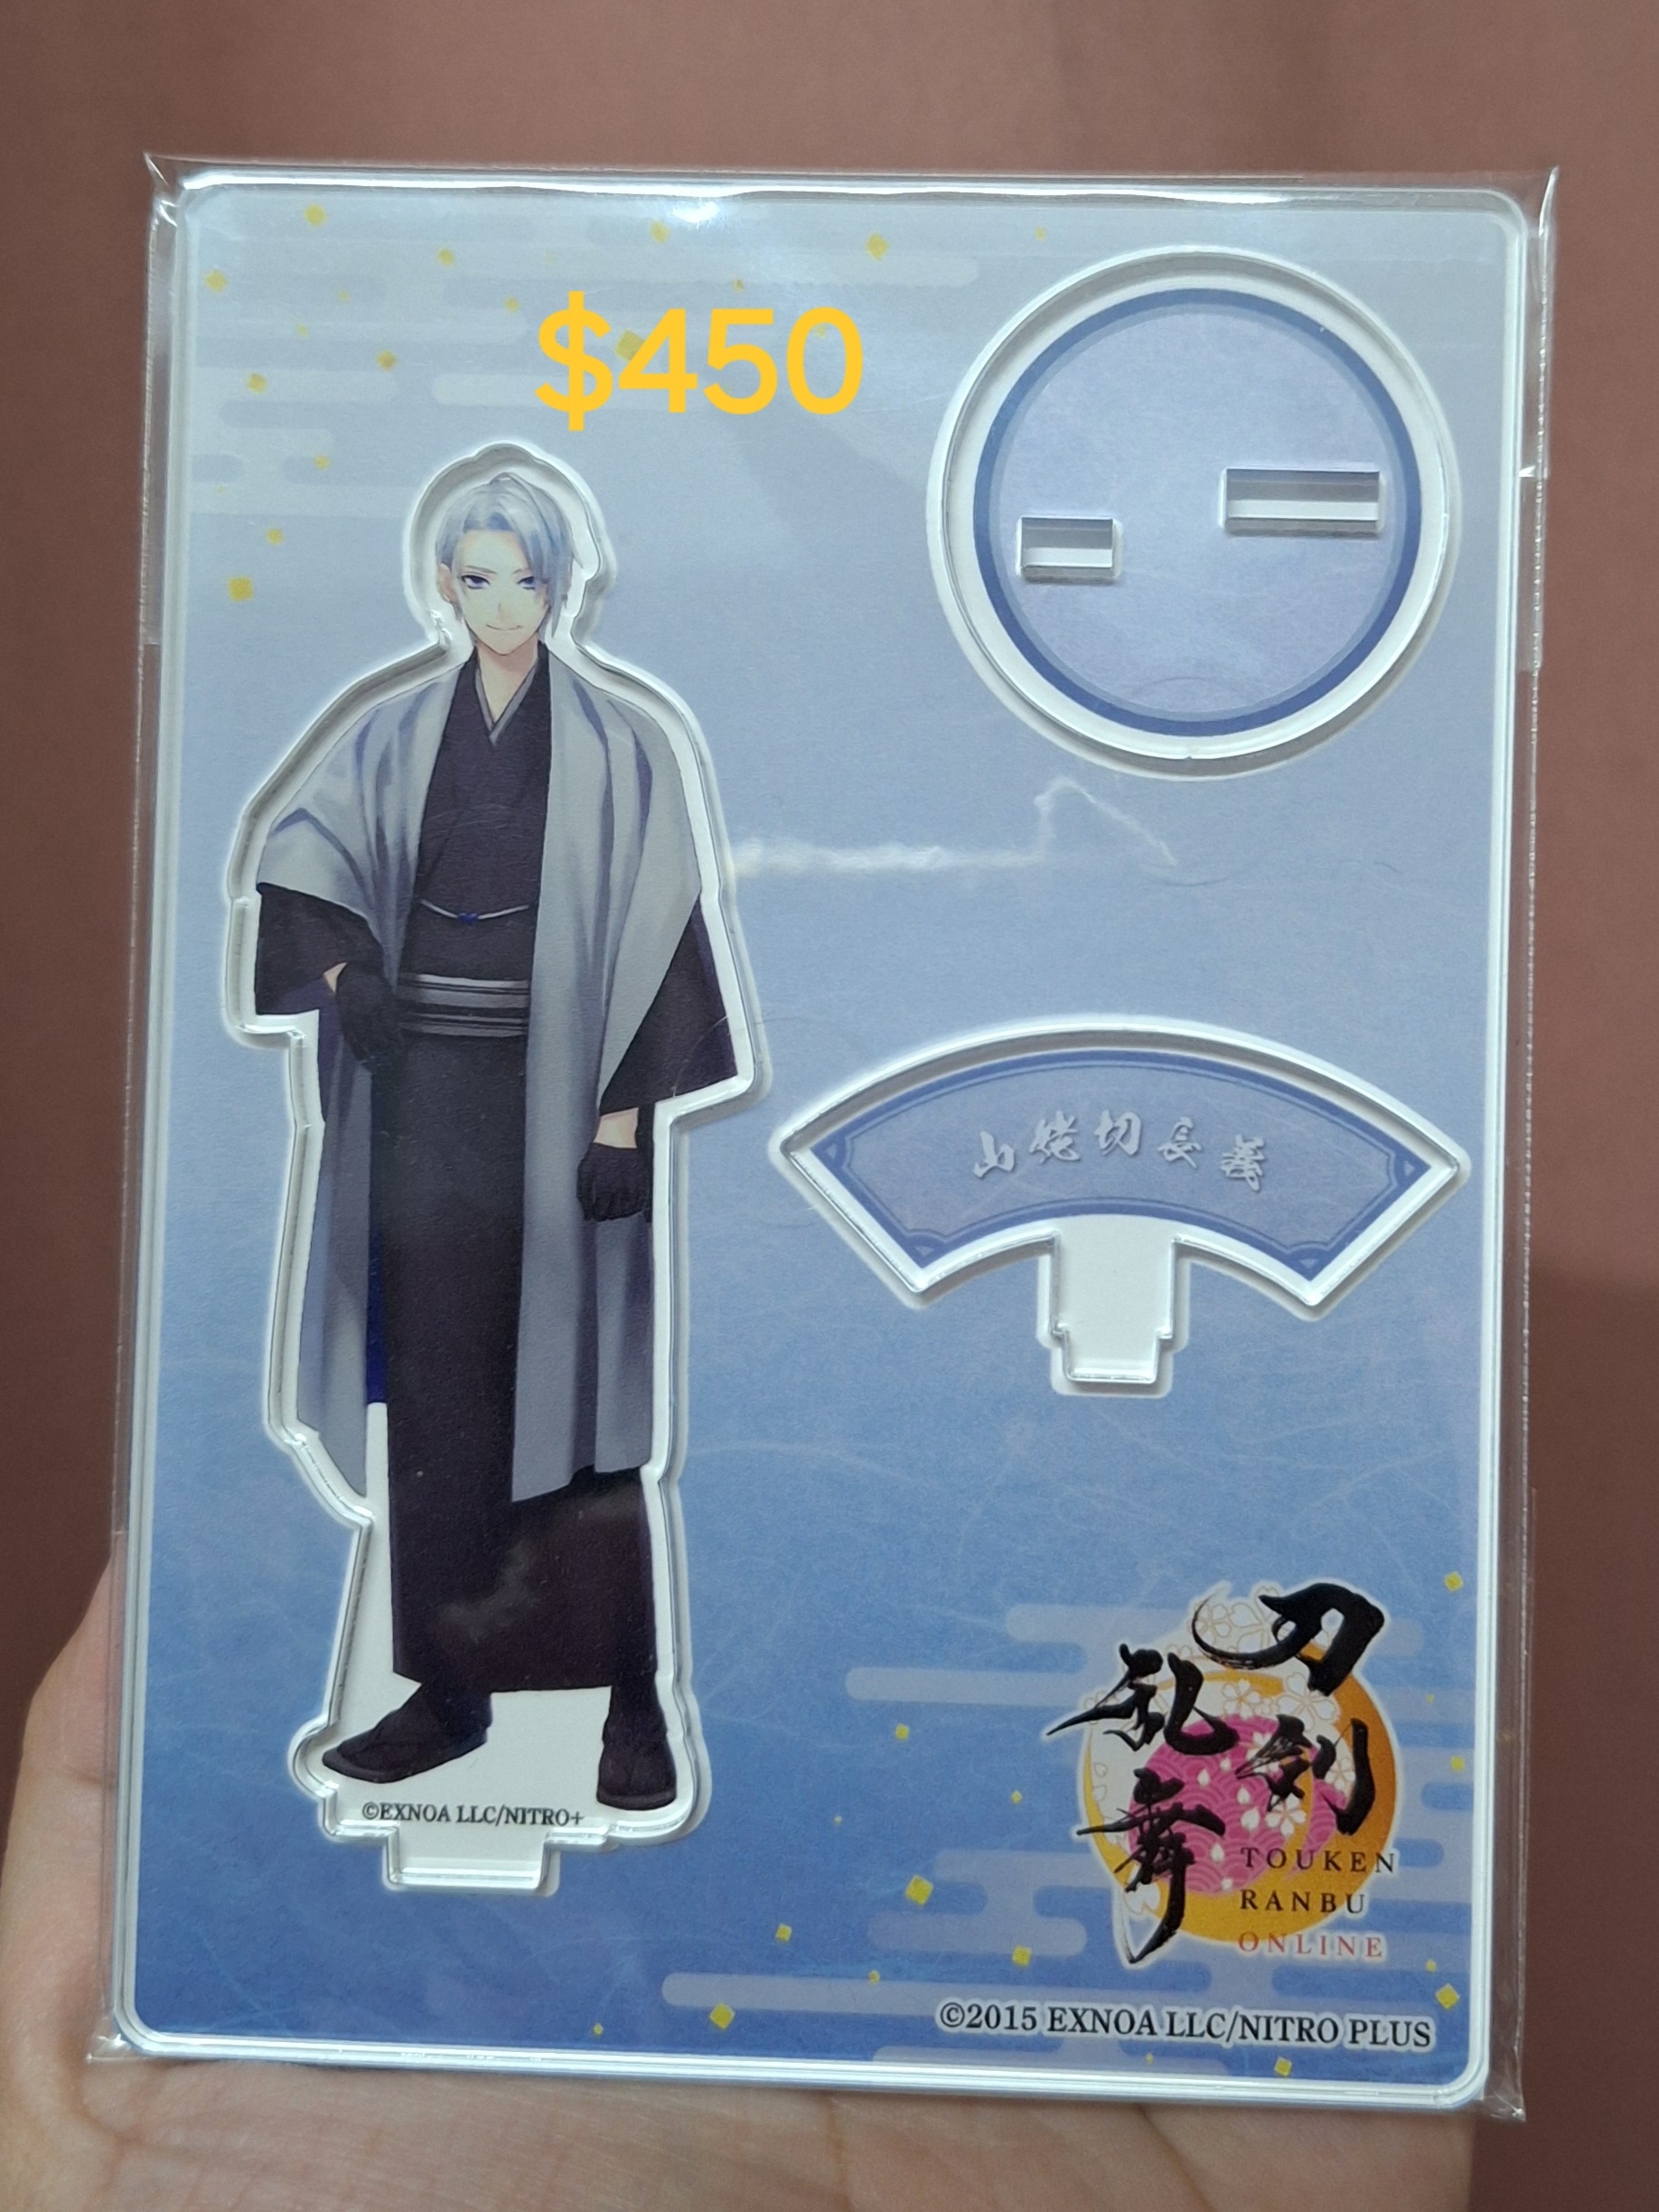 $450
山姥切長義
©EXNOA LLC/NITRO+
刀剣乱舞
TOUKEN
RANBU
ONLINE
©2015 EXNOA LLC/NITRO PLUS